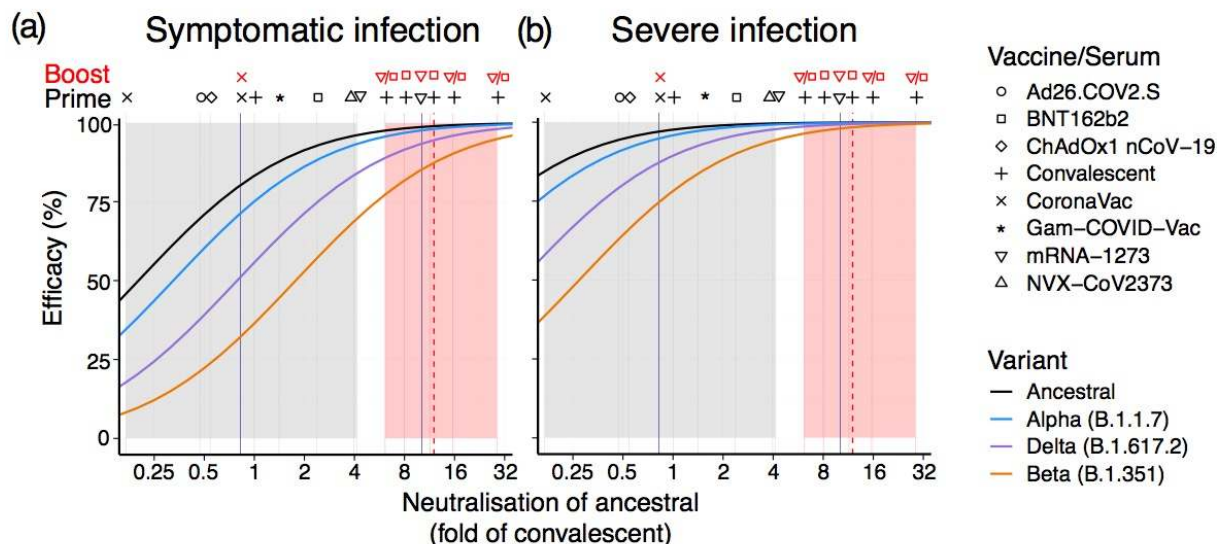 (a) Symptomatic infection
(b) Severe infection
Boost
Prime
Efficacy (%)
100
75
50
25
0
0.25 0.5 1 2 4 8 16 32
0.25 0.5 1 2 4 8 16 32
Neutralisation of ancestral
(fold of convalescent)
Vaccine/Serum
Ad26.COV2.S
BNT162b2
ChAdOx1 nCoV-19
Convalescent
CoronaVac
Gam-COVID-Vac
mRNA-1273
NVX-CoV2373
Variant
Ancestral
Alpha (B.1.1.7)
Delta (B.1.617.2)
Beta (B.1.351)